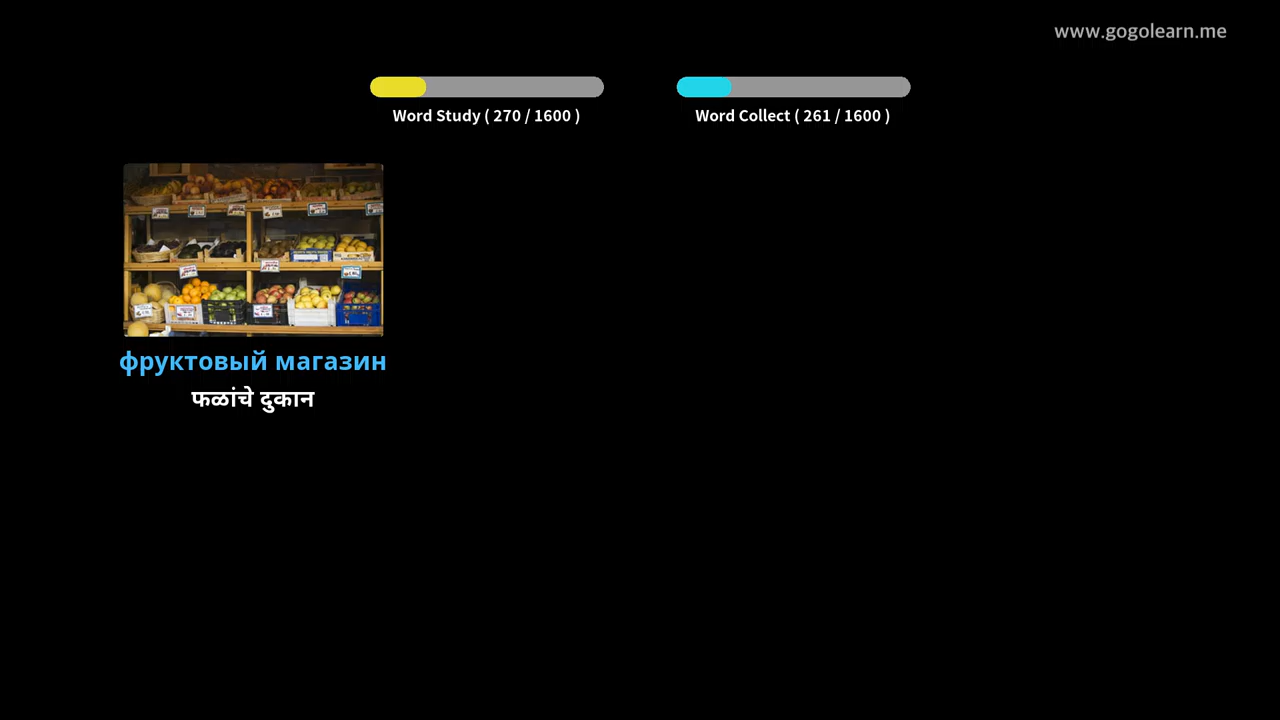 www.gogolearn.me
Word Study ( 270 / 1600 )
Word Collect ( 261 / 1600 )
фруктовый магазин
फळांचे दुकान